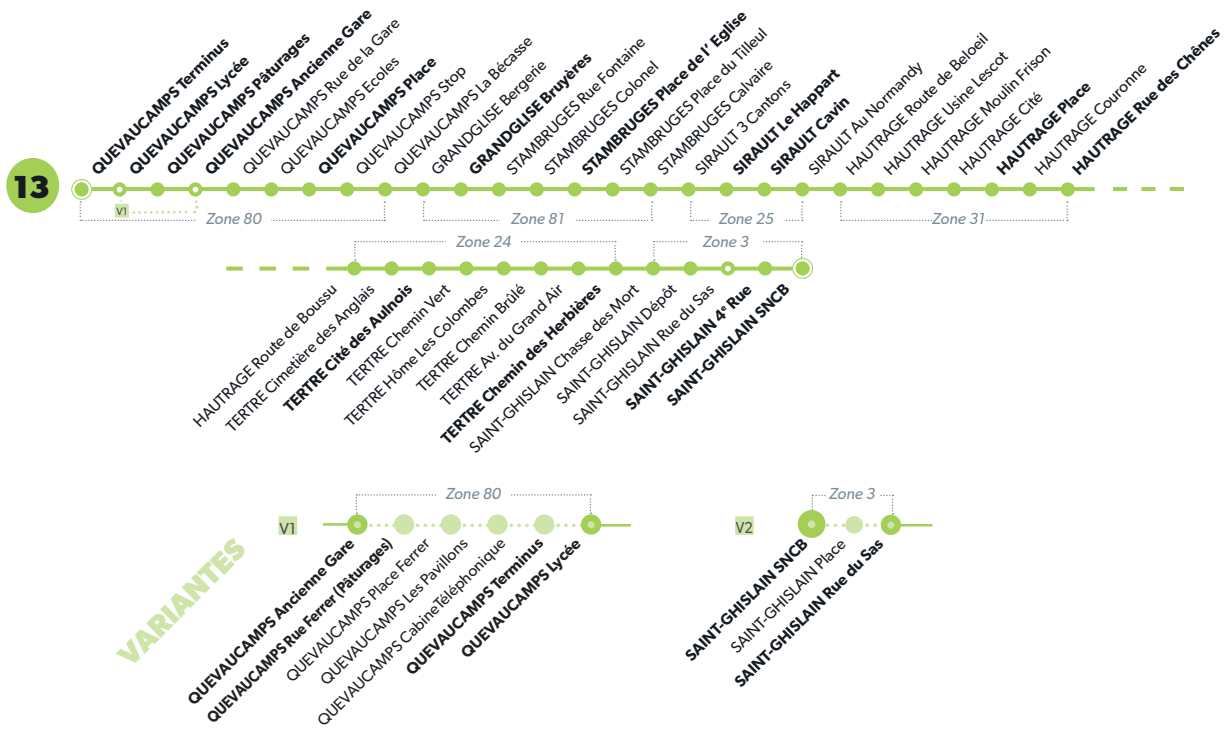 13
QUEVAUCAMPS Terminus
QUEVAUCAMPS Lycée
QUEVAUCAMPS Pâturages
QUEVAUCAMPS Ancienne Gare
QUEVAUCAMPS Rue de la Gare
QUEVAUCAMPS Ecoles
QUEVAUCAMPS Place
QUEVAUCAMPS Stop
QUEVAUCAMPS La Bécasse
GRANDGLISE Bergerie
GRANDGLISE Bruyères
STAMBRUGES Rue Fontaine
STAMBRUGES Colonel
STAMBRUGES Place de l' Eglise
STAMBRUGES Place du Tilleul
STAMBRUGES Calvaire
SIRAULT 3 Cantons
SIRAULT Le Happart
SIRAULT Cavin
SIRAULT Au Normandy
HAUTRAGE Route de Beloeil
HAUTRAGE Usine Lescot
HAUTRAGE Moulin Frison
HAUTRAGE Cité
HAUTRAGE Place
HAUTRAGE Couronne
HAUTRAGE Rue des Chênes
V1
Zone 80
Zone 81
Zone 25
Zone 31
Zone 24
Zone 3
HAUTRAGE Route de Boussu
TERTRE Cimetière des Anglais
TERTRE Cité des Aulnois
TERTRE Chemin Vert
TERTRE Hôme Les Colombes
TERTRE Chemin Brûlé
TERTRE Av. du Grand Air
TERTRE Chemin des Herbières
SAINT-GHISLAIN Chasse des Mort
SAINT-GHISLAIN Dépôt
SAINT-GHISLAIN Rue du Sas
SAINT-GHISLAIN 4e Rue
SAINT-GHISLAIN SNCB
VARIANTES
V1
Zone 80
QUEVAUCAMPS Ancienne Gare
QUEVAUCAMPS Rue Ferrer (Pâturages)
QUEVAUCAMPS Place Ferrer
QUEVAUCAMPS Les Pavillons
QUEVAUCAMPS CabineTéléphonique
QUEVAUCAMPS Terminus
QUEVAUCAMPS Lycée
V2
Zone 3
SAINT-GHISLAIN SNCB
SAINT-GHISLAIN Place
SAINT-GHISLAIN Rue du Sas